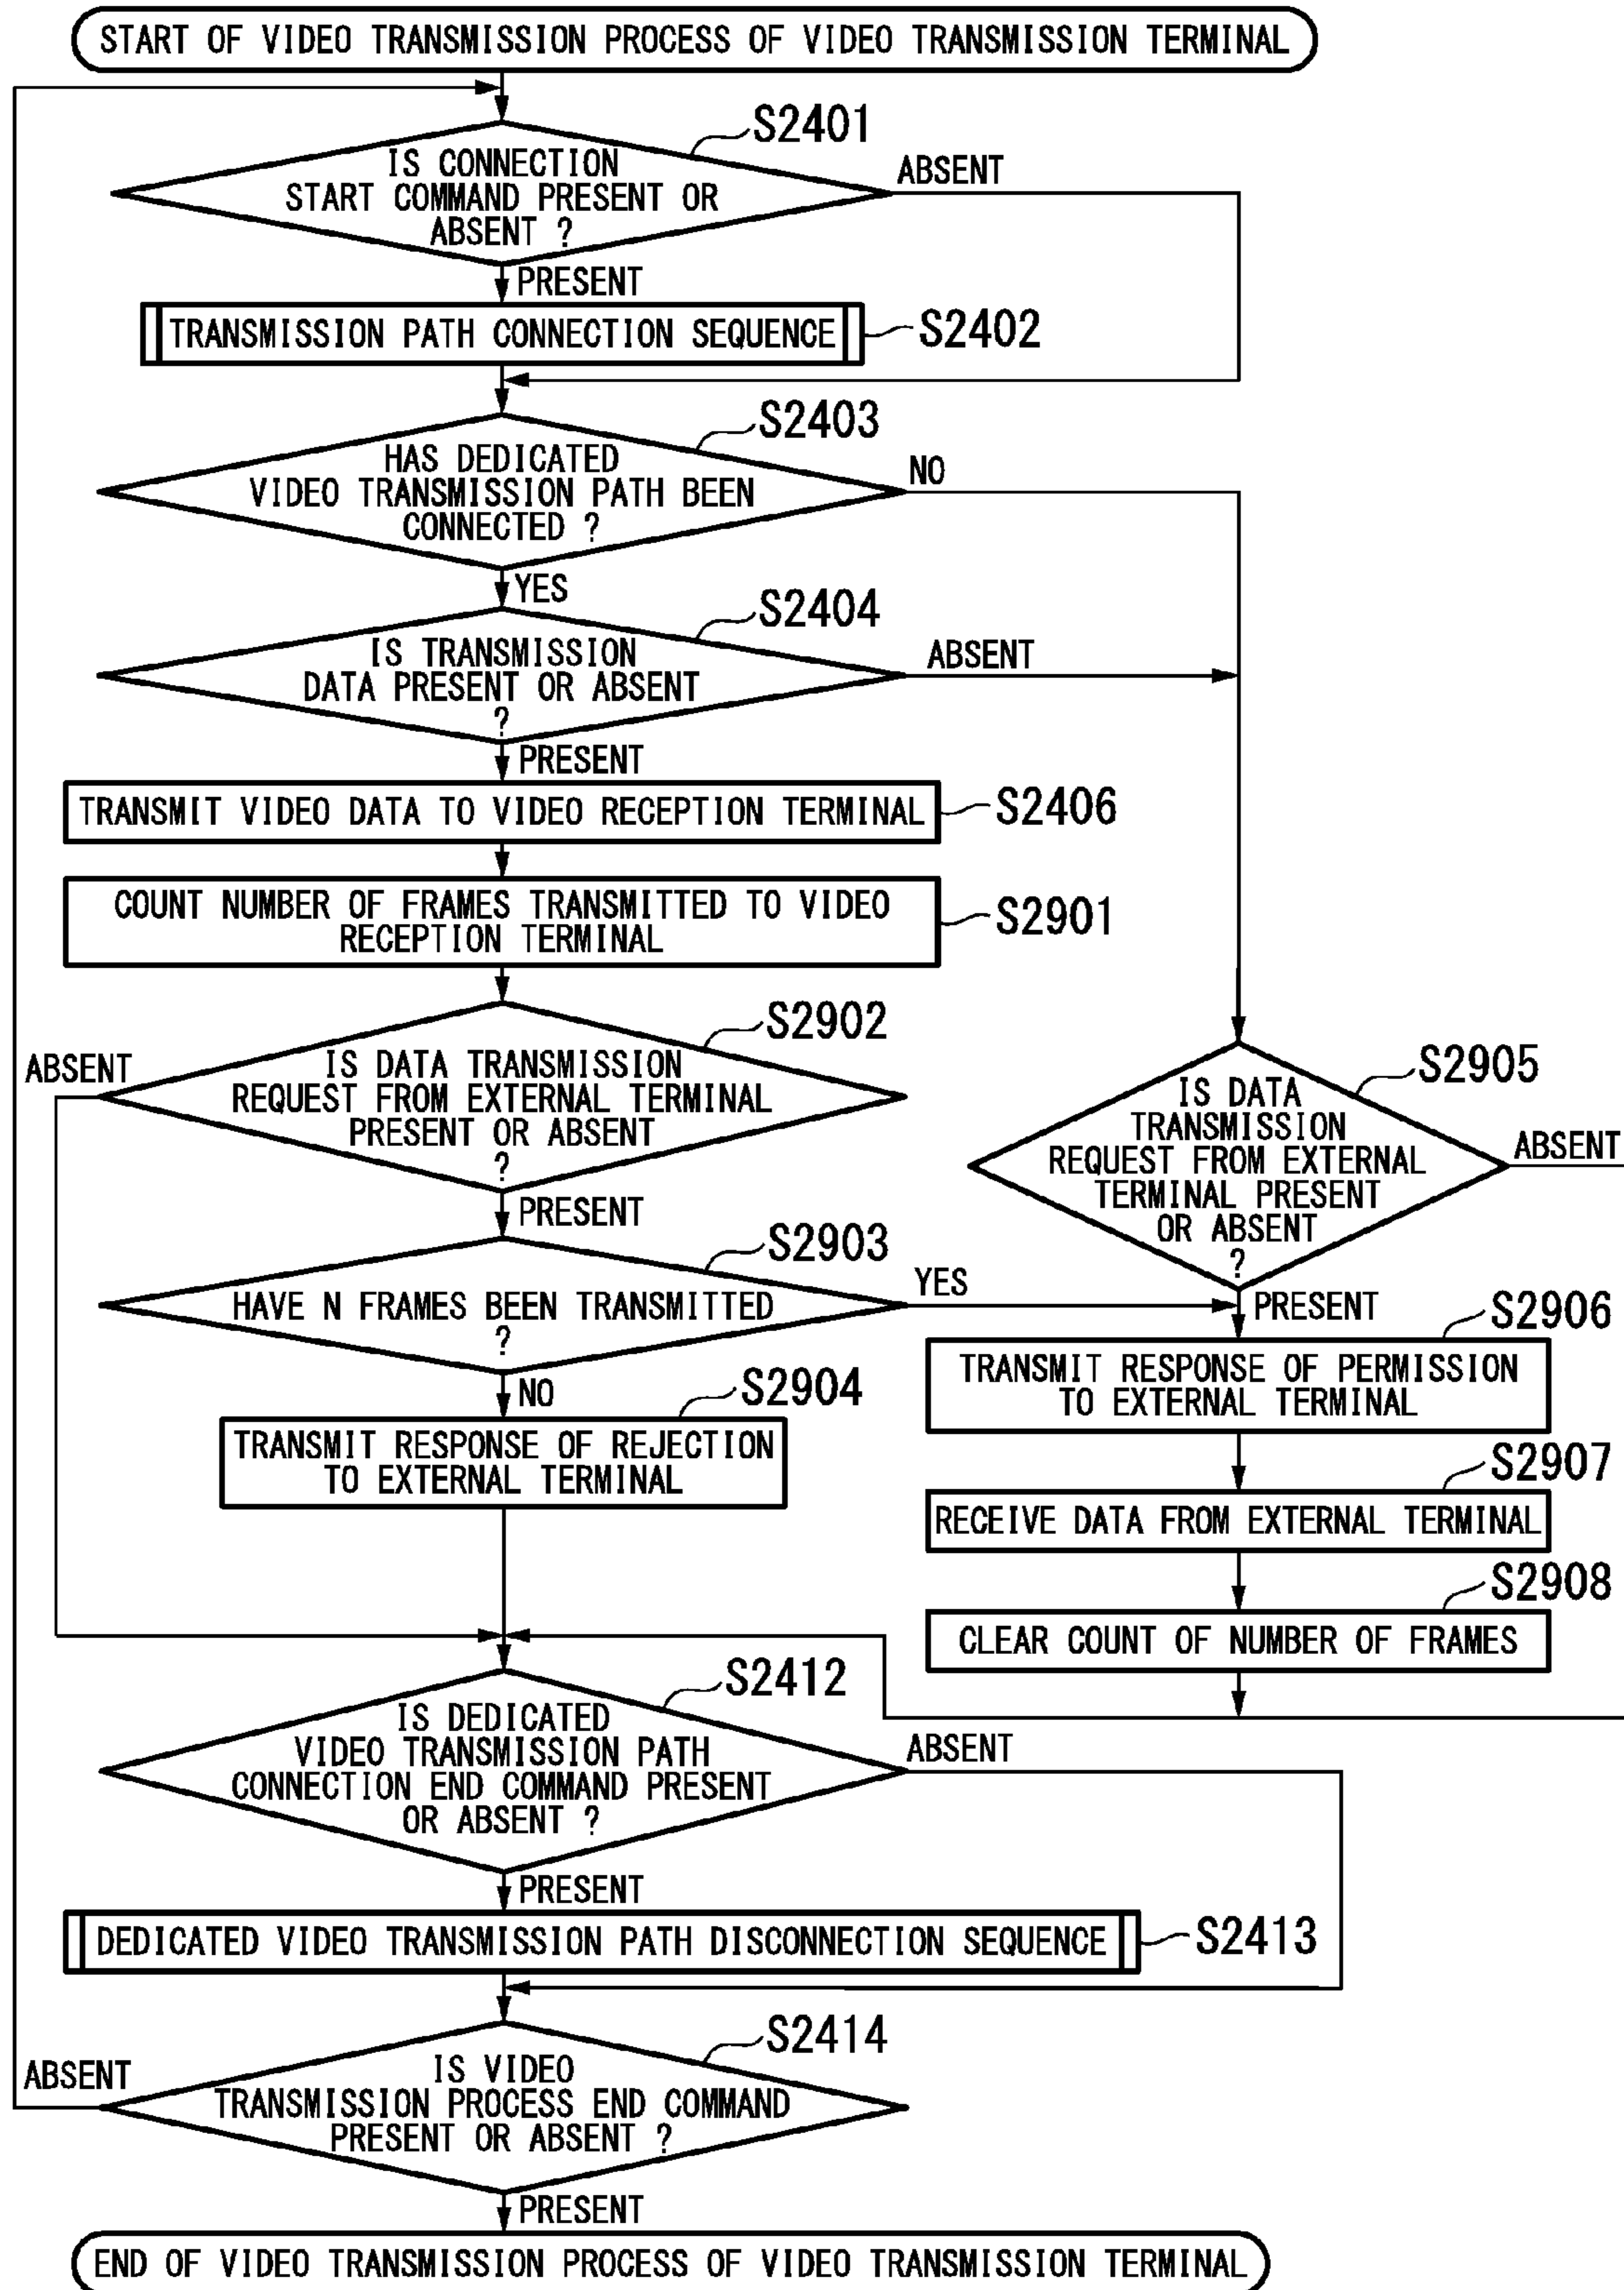 START OF VIDEO TRANSMISSION PROCESS OF VIDEO TRANSMISSION TERMINAL
S2401
IS CONNECTION
START COMMAND PRESENT OR
ABSENT ?
ABSENT
PRESENT
TRANSMISSION PATH CONNECTION SEQUENCE
S2402
S2403
HAS DEDICATED
VIDEO TRANSMISSION PATH BEEN
CONNECTED ?
NO
YES
S2404
IS TRANSMISSION
DATA PRESENT OR ABSENT
?
ABSENT
PRESENT
TRANSMIT VIDEO DATA TO VIDEO RECEPTION TERMINAL
S2406
COUNT NUMBER OF FRAMES TRANSMITTED TO VIDEO
RECEPTION TERMINAL
S2901
S2902
ABSENT
IS DATA TRANSMISSION
REQUEST FROM EXTERNAL TERMINAL
PRESENT OR ABSENT
?
PRESENT
S2905
IS DATA
TRANSMISSION
REQUEST FROM EXTERNAL
TERMINAL PRESENT
OR ABSENT
?
ABSENT
PRESENT
S2903
HAVE N FRAMES BEEN TRANSMITTED
?
YES
NO
S2904
TRANSMIT RESPONSE OF REJECTION
TO EXTERNAL TERMINAL
S2906
TRANSMIT RESPONSE OF PERMISSION
TO EXTERNAL TERMINAL
S2907
RECEIVE DATA FROM EXTERNAL TERMINAL
S2908
CLEAR COUNT OF NUMBER OF FRAMES
S2412
IS DEDICATED
VIDEO TRANSMISSION PATH
CONNECTION END COMMAND PRESENT
OR ABSENT ?
ABSENT
PRESENT
DEDICATED VIDEO TRANSMISSION PATH DISCONNECTION SEQUENCE
S2413
S2414
ABSENT
IS VIDEO
TRANSMISSION PROCESS END COMMAND
PRESENT OR ABSENT ?
PRESENT
END OF VIDEO TRANSMISSION PROCESS OF VIDEO TRANSMISSION TERMINAL